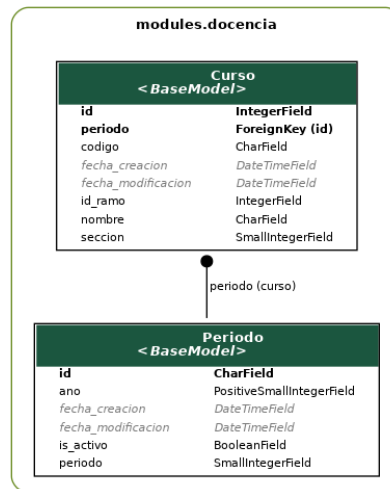 modules.docencia
Curso
<BaseModel>
id IntegerField
periodo ForeignKey (id)
codigo CharField
fecha_creacion DateTimeField
fecha_modificacion DateTimeField
id_ramo IntegerField
nombre CharField
seccion SmallIntegerField
periodo (curso)
Periodo
<BaseModel>
id CharField
ano PositiveSmallIntegerField
fecha_creacion DateTimeField
fecha_modificacion DateTimeField
is_activo BooleanField
periodo SmallIntegerField